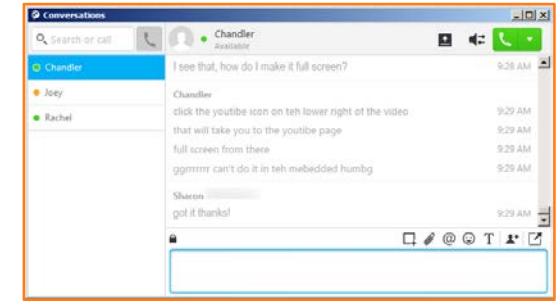 Conversations
Search or call
Chandler
Available
Chandler
Joey
Rachel
I see that, how do I make it full screen? 9:28 AM
Chandler
click the youtibe icon on teh lower right of the video 9:29 AM
that will take you to the youtibe page 9:29 AM
full screen from there 9:29 AM
ggrrrrrr can't do it in teh mebedded humbg 9:29 AM
Sharon
got it thanks! 9:29 AM